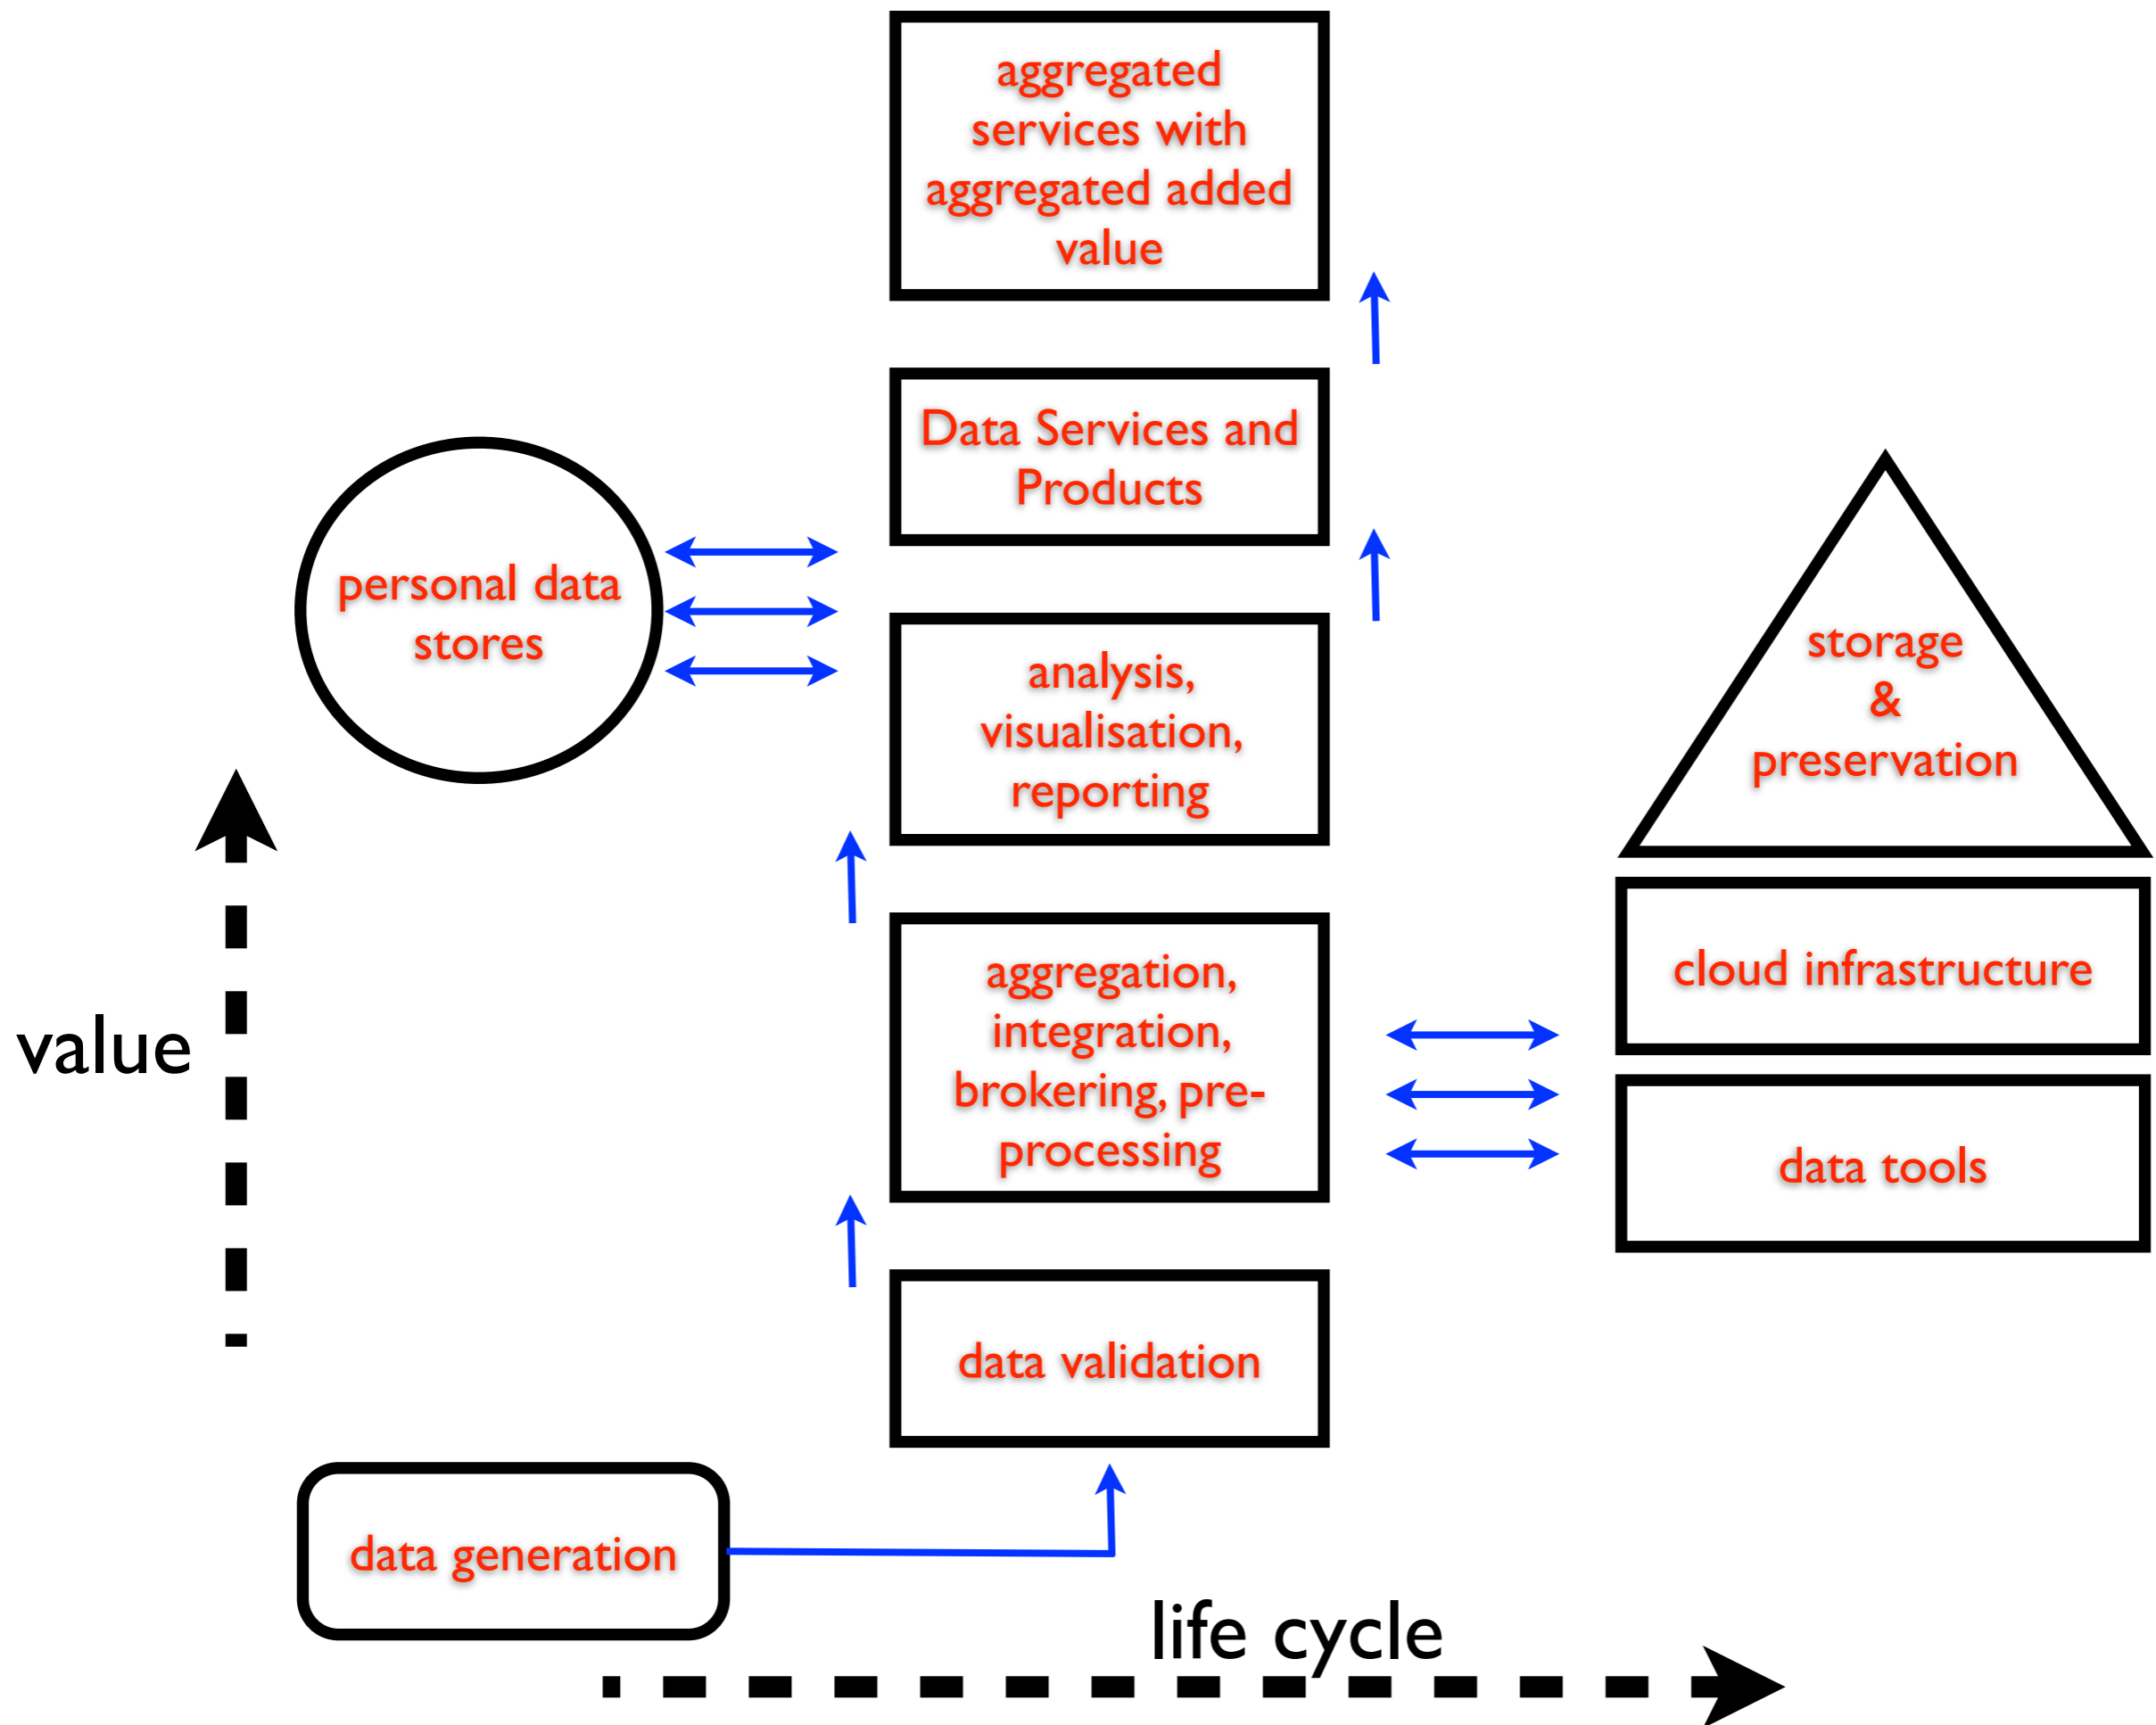 aggregated
services with
aggregated added
value
Data Services and
Products
personal data
stores
analysis,
visualisation,
reporting
storage
&
preservation
aggregation,
integration,
brokering, pre-
processing
cloud infrastructure
value
data tools
data validation
data generation
life cycle